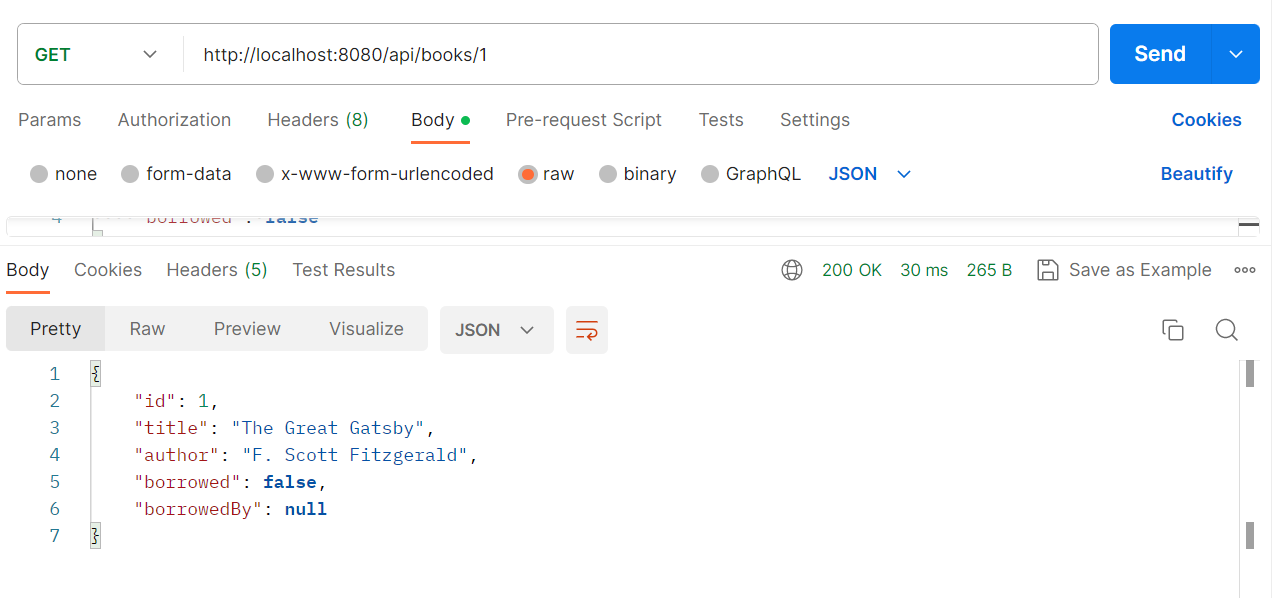 GET http://localhost:8080/api/books/1 Send
Params Authorization Headers (8) Body Pre-request Script Tests Settings Cookies
none form-data x-www-form-urlencoded raw binary GraphQL JSON Beautify
4 "borrowed": false
Body Cookies Headers (5) Test Results 200 OK 30 ms 265 B Save as Example
Pretty Raw Preview Visualize JSON
1 {
2 "id": 1,
3 "title": "The Great Gatsby",
4 "author": "F. Scott Fitzgerald",
5 "borrowed": false,
6 "borrowedBy": null
7 }